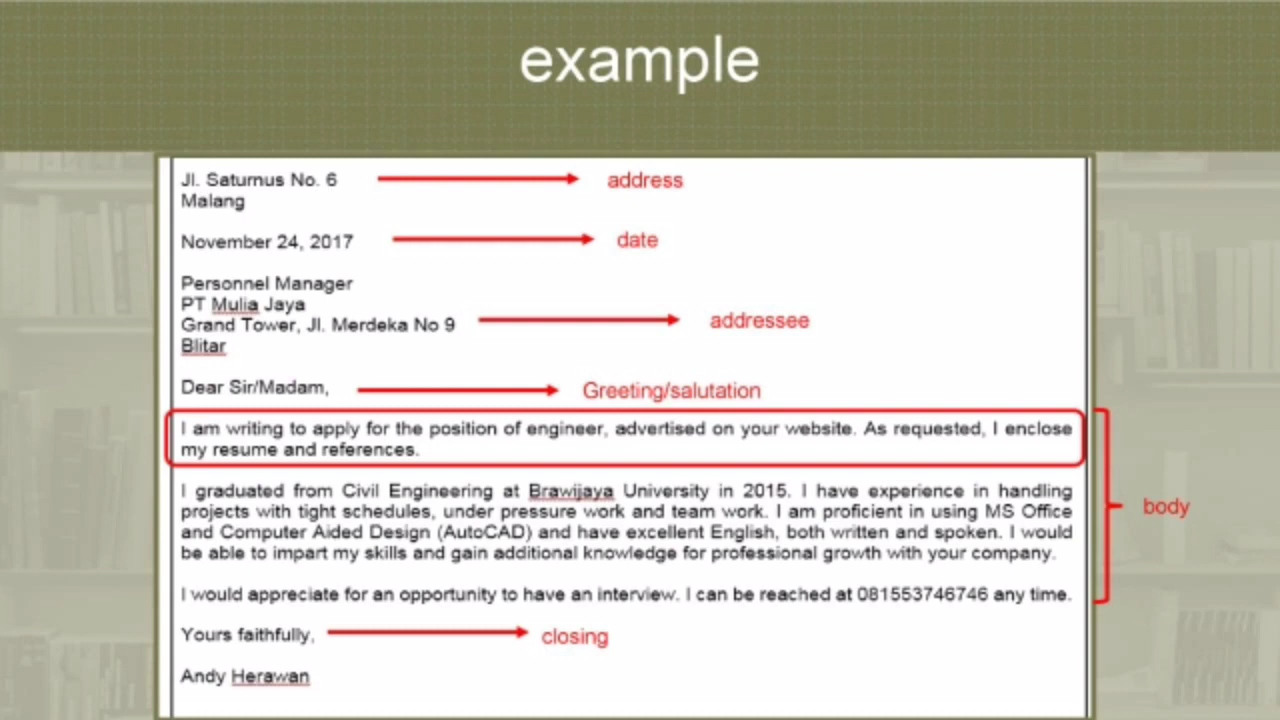 example
Jl. Saturnus No. 6
address
Malang
November 24, 2017
date
Personnel Manager
PT Mulia Jaya
Grand Tower, Jl. Merdeka No 9
addressee
Blitar
Dear Sir/Madam,
Greeting/salutation
I am writing to apply for the position of engineer, advertised on your website. As requested, I enclose
my resume and references.
I graduated from Civil Engineering at Brawijaya University in 2015. I have experience in handling
projects with tight schedules, under pressure work and team work. I am proficient in using MS Office
and Computer Aided Design (AutoCAD) and have excellent English, both written and spoken. I would
be able to impart my skills and gain additional knowledge for professional growth with your company.
body
I would appreciate for an opportunity to have an interview. I can be reached at 081553746746 any time.
Yours faithfully,
closing
Andy Herawan